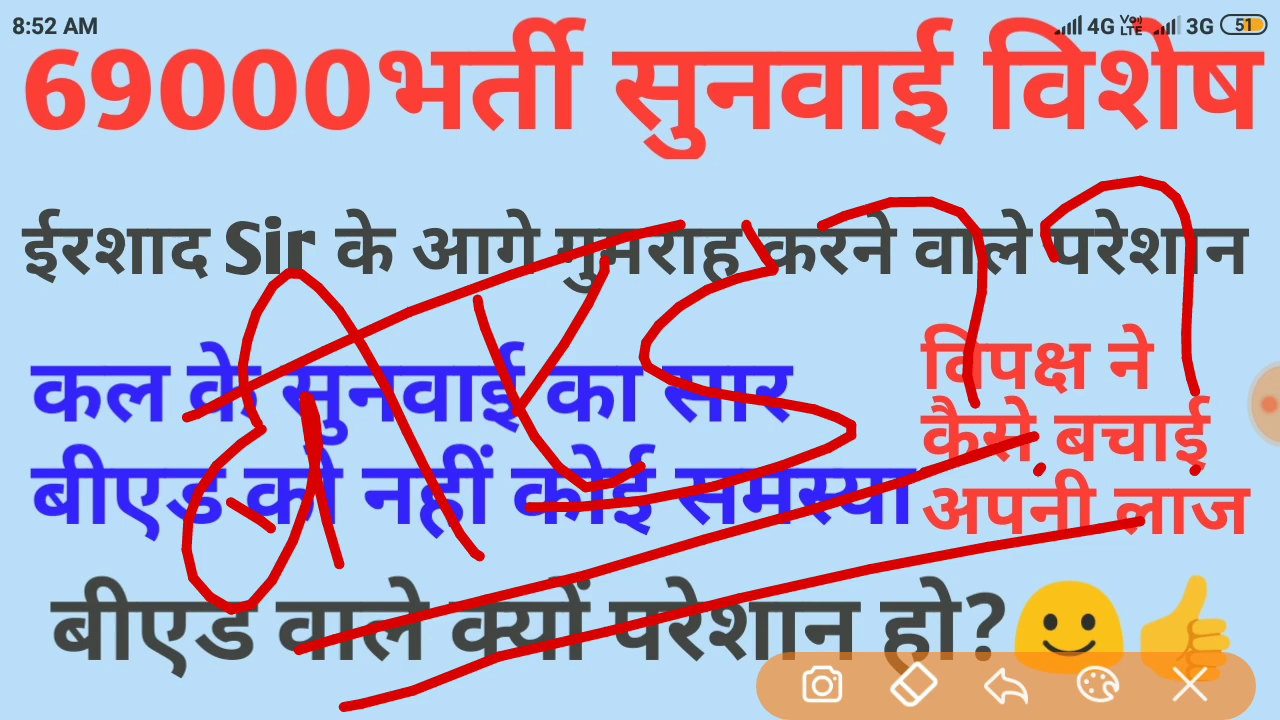 8:52 AM 4G VoLTE 3G 51
69000भर्ती सुनवाई विशेष
ईरशाद Sir के आगे गुमराह करने वाले परेशान
कल के सुनवाई का सार
बीएड को नहीं कोई समस्या
विपक्ष ने
कैसे बचाई
अपनी लाज
बीएड वाले क्यों परेशान हो?